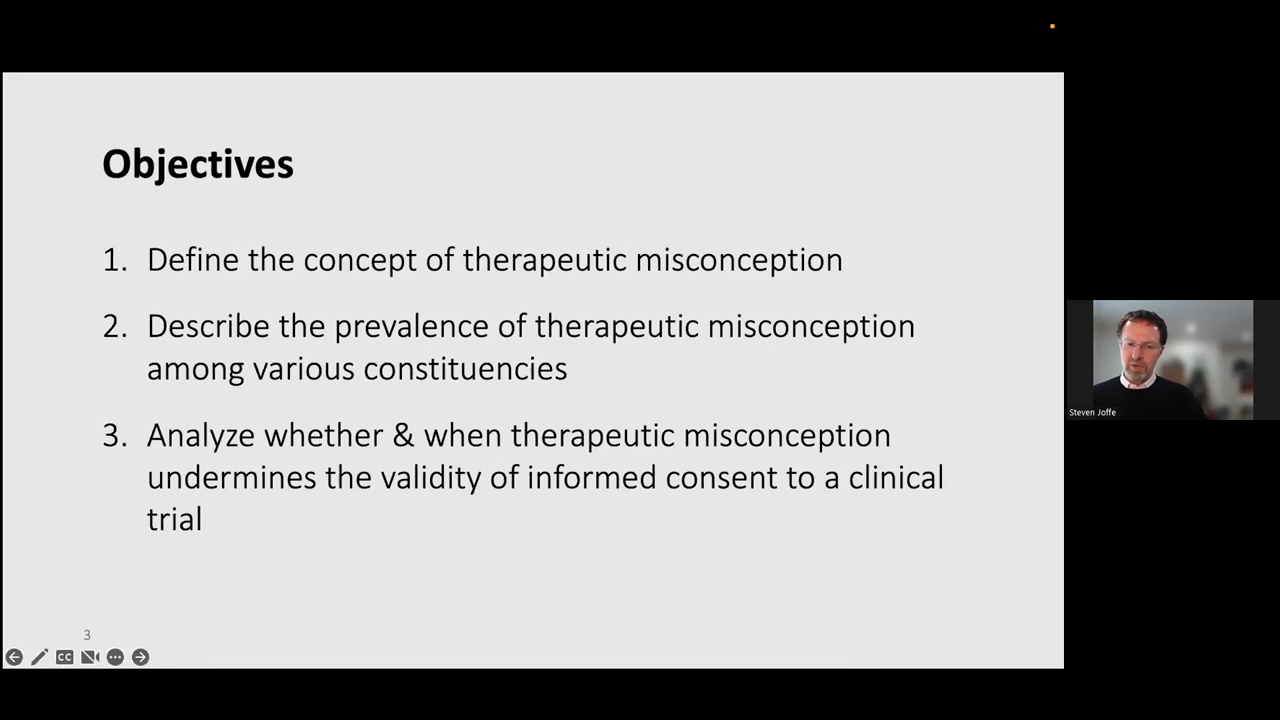 Objectives
1. Define the concept of therapeutic misconception
2. Describe the prevalence of therapeutic misconception
among various constituencies
3. Analyze whether & when therapeutic misconception
undermines the validity of informed consent to a clinical
trial
Steven Joffe
3
CC